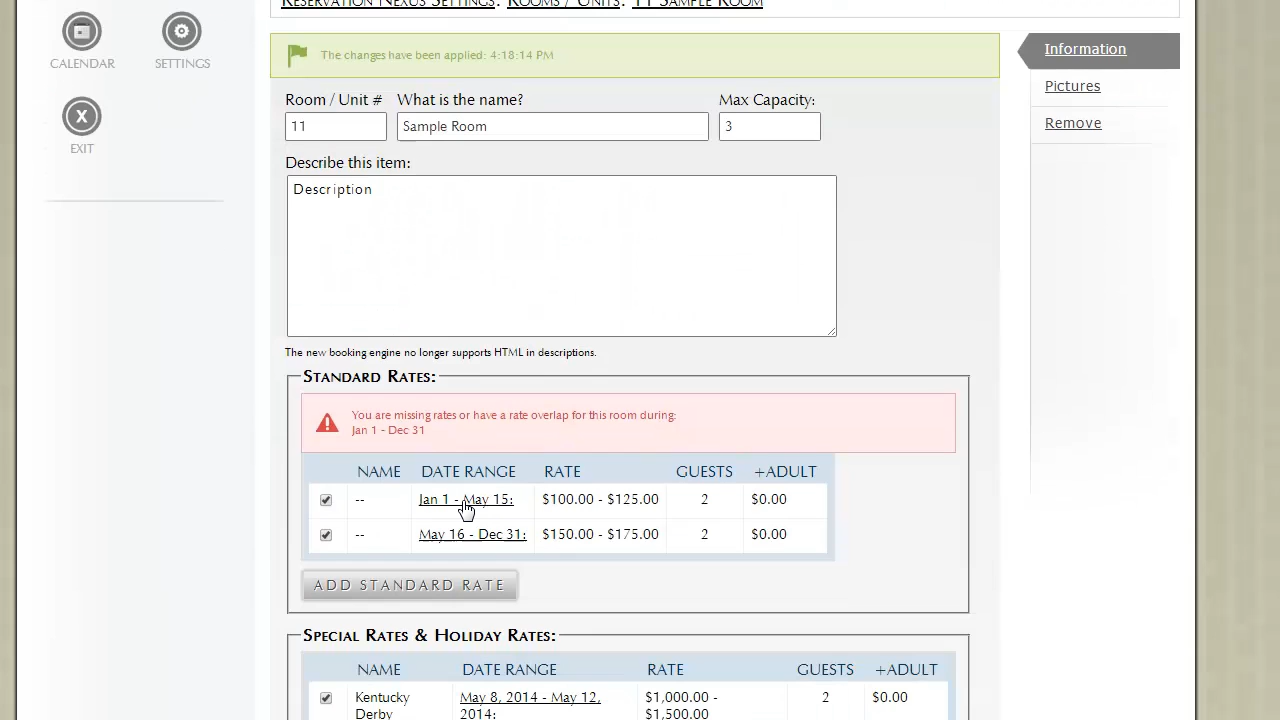 RESERVATION NEXUS SETTINGS: ROOMS / UNITS: 11 SAMPLE ROOM
CALENDAR
SETTINGS
X
EXIT
The changes have been applied: 4:18:14 PM
Information
Pictures
Remove
Room / Unit # What is the name? Max Capacity:
11 Sample Room 3
Describe this item:
Description
The new booking engine no longer supports HTML in descriptions.
STANDARD RATES:
You are missing rates or have a rate overlap for this room during:
Jan 1 - Dec 31
NAME DATE RANGE RATE GUESTS +ADULT
-- Jan 1 - May 15: $100.00 - $125.00 2 $0.00
-- May 16 - Dec 31: $150.00 - $175.00 2 $0.00
ADD STANDARD RATE
SPECIAL RATES & HOLIDAY RATES:
NAME DATE RANGE RATE GUESTS +ADULT
Kentucky May 8, 2014 - May 12, $1,000.00 - 2 $0.00
Derby 2014: $1,500.00